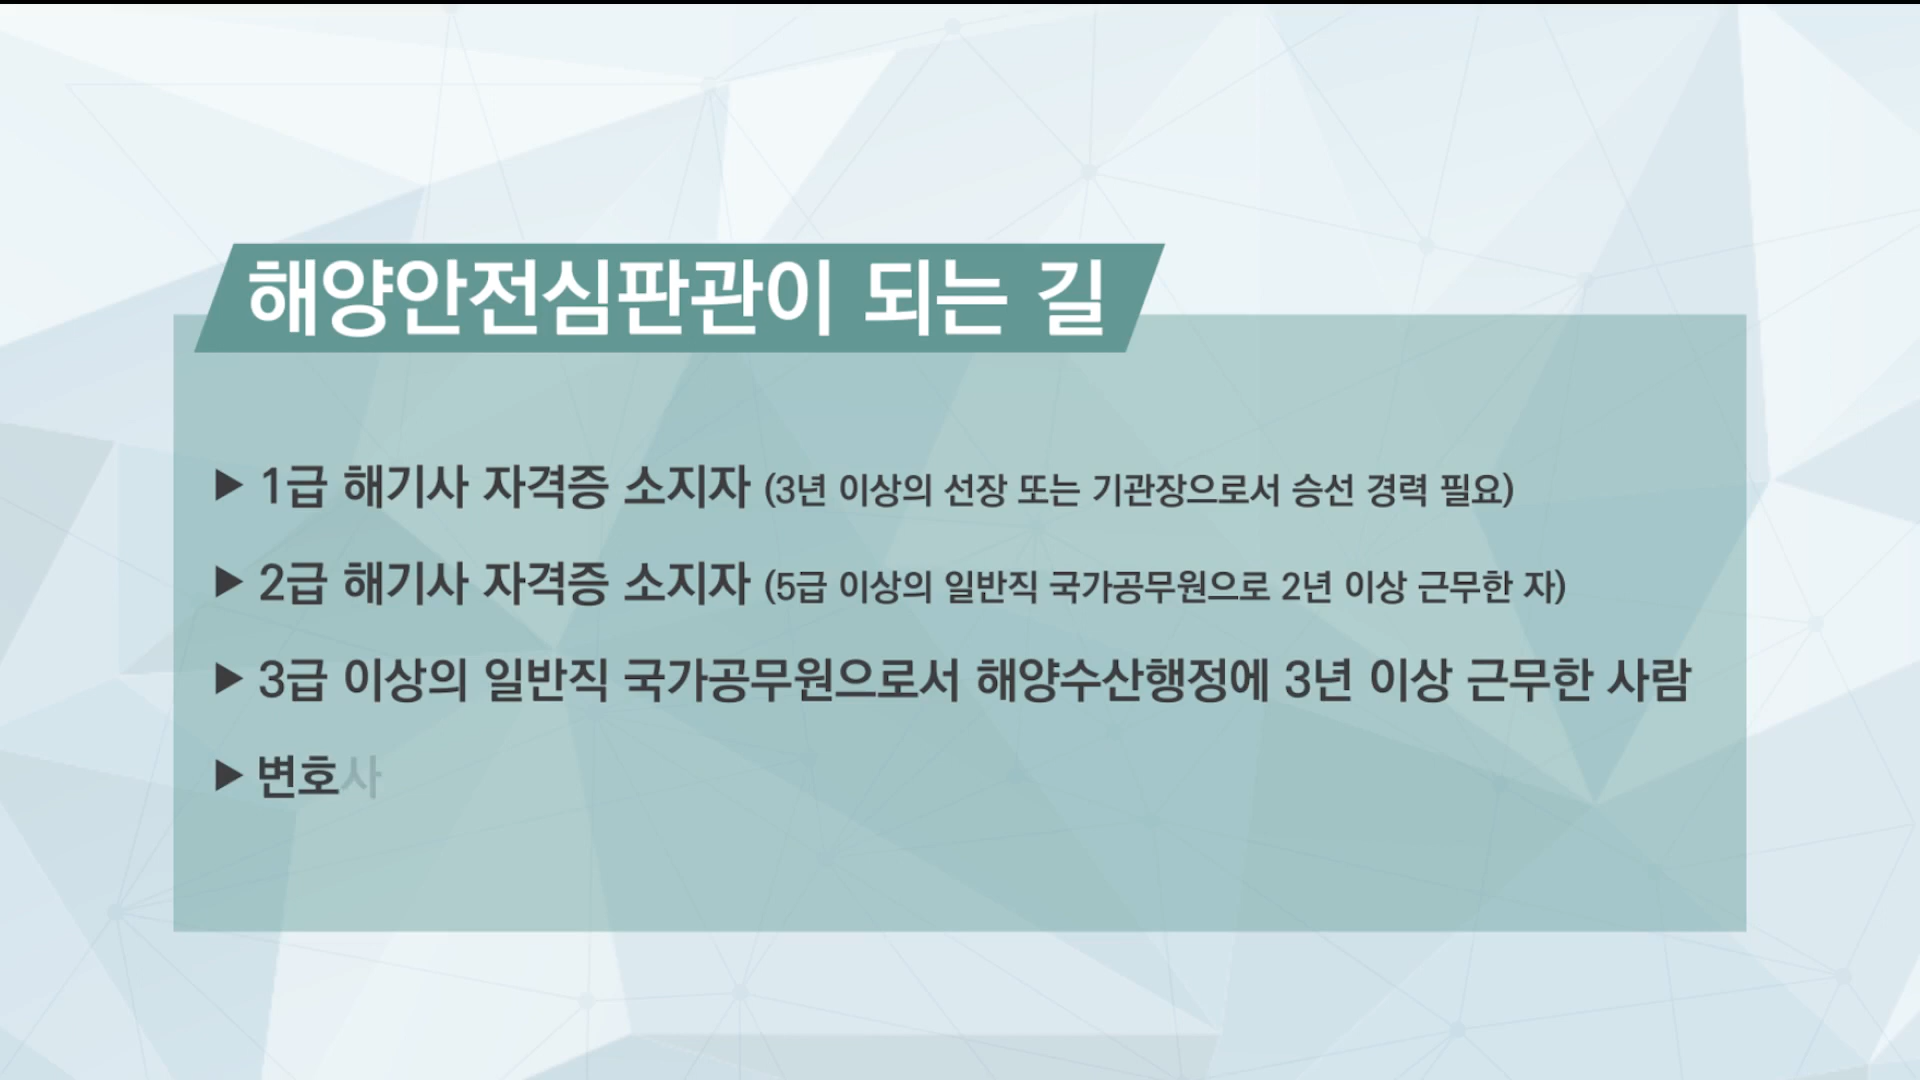 해양안전심판관이 되는 길
▶ 1급 해기사 자격증 소지자 (3년 이상의 선장 또는 기관장으로서 승선 경력 필요)
▶ 2급 해기사 자격증 소지자 (5급 이상의 일반직 국가공무원으로 2년 이상 근무한 자)
▶ 3급 이상의 일반직 국가공무원으로서 해양수산행정에 3년 이상 근무한 사람
▶ 변호사